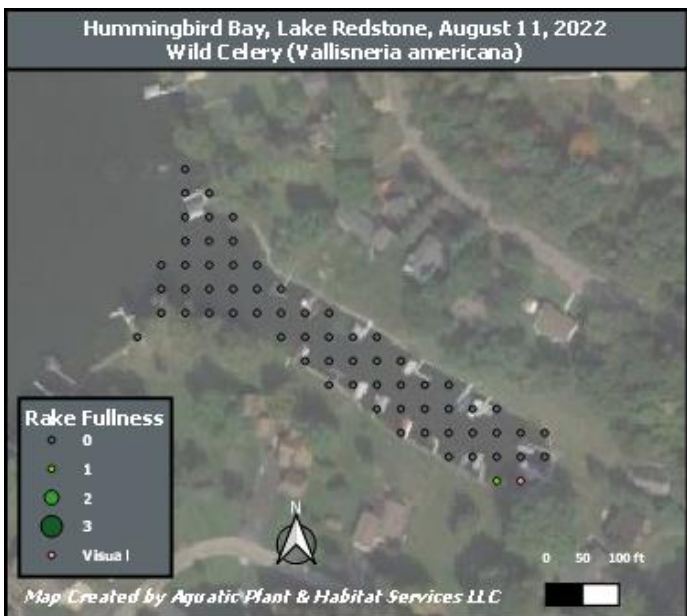 Hummingbird Bay, Lake Redstone, August 11, 2022
Wild Celery (Vallisneria americana)
Rake Fullness
0
1
2
3
Visual
N
0 50 100 ft
Map Created by Aquatic Plant & Habitat Services LLC